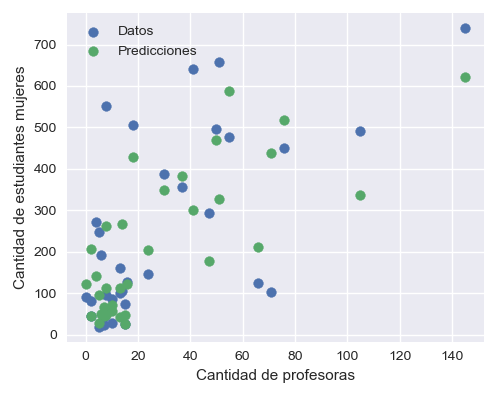 Datos
Predicciones
700
600
500
400
300
200
100
0
Cantidad de estudiantes mujeres
0 20 40 60 80 100 120 140
Cantidad de profesoras